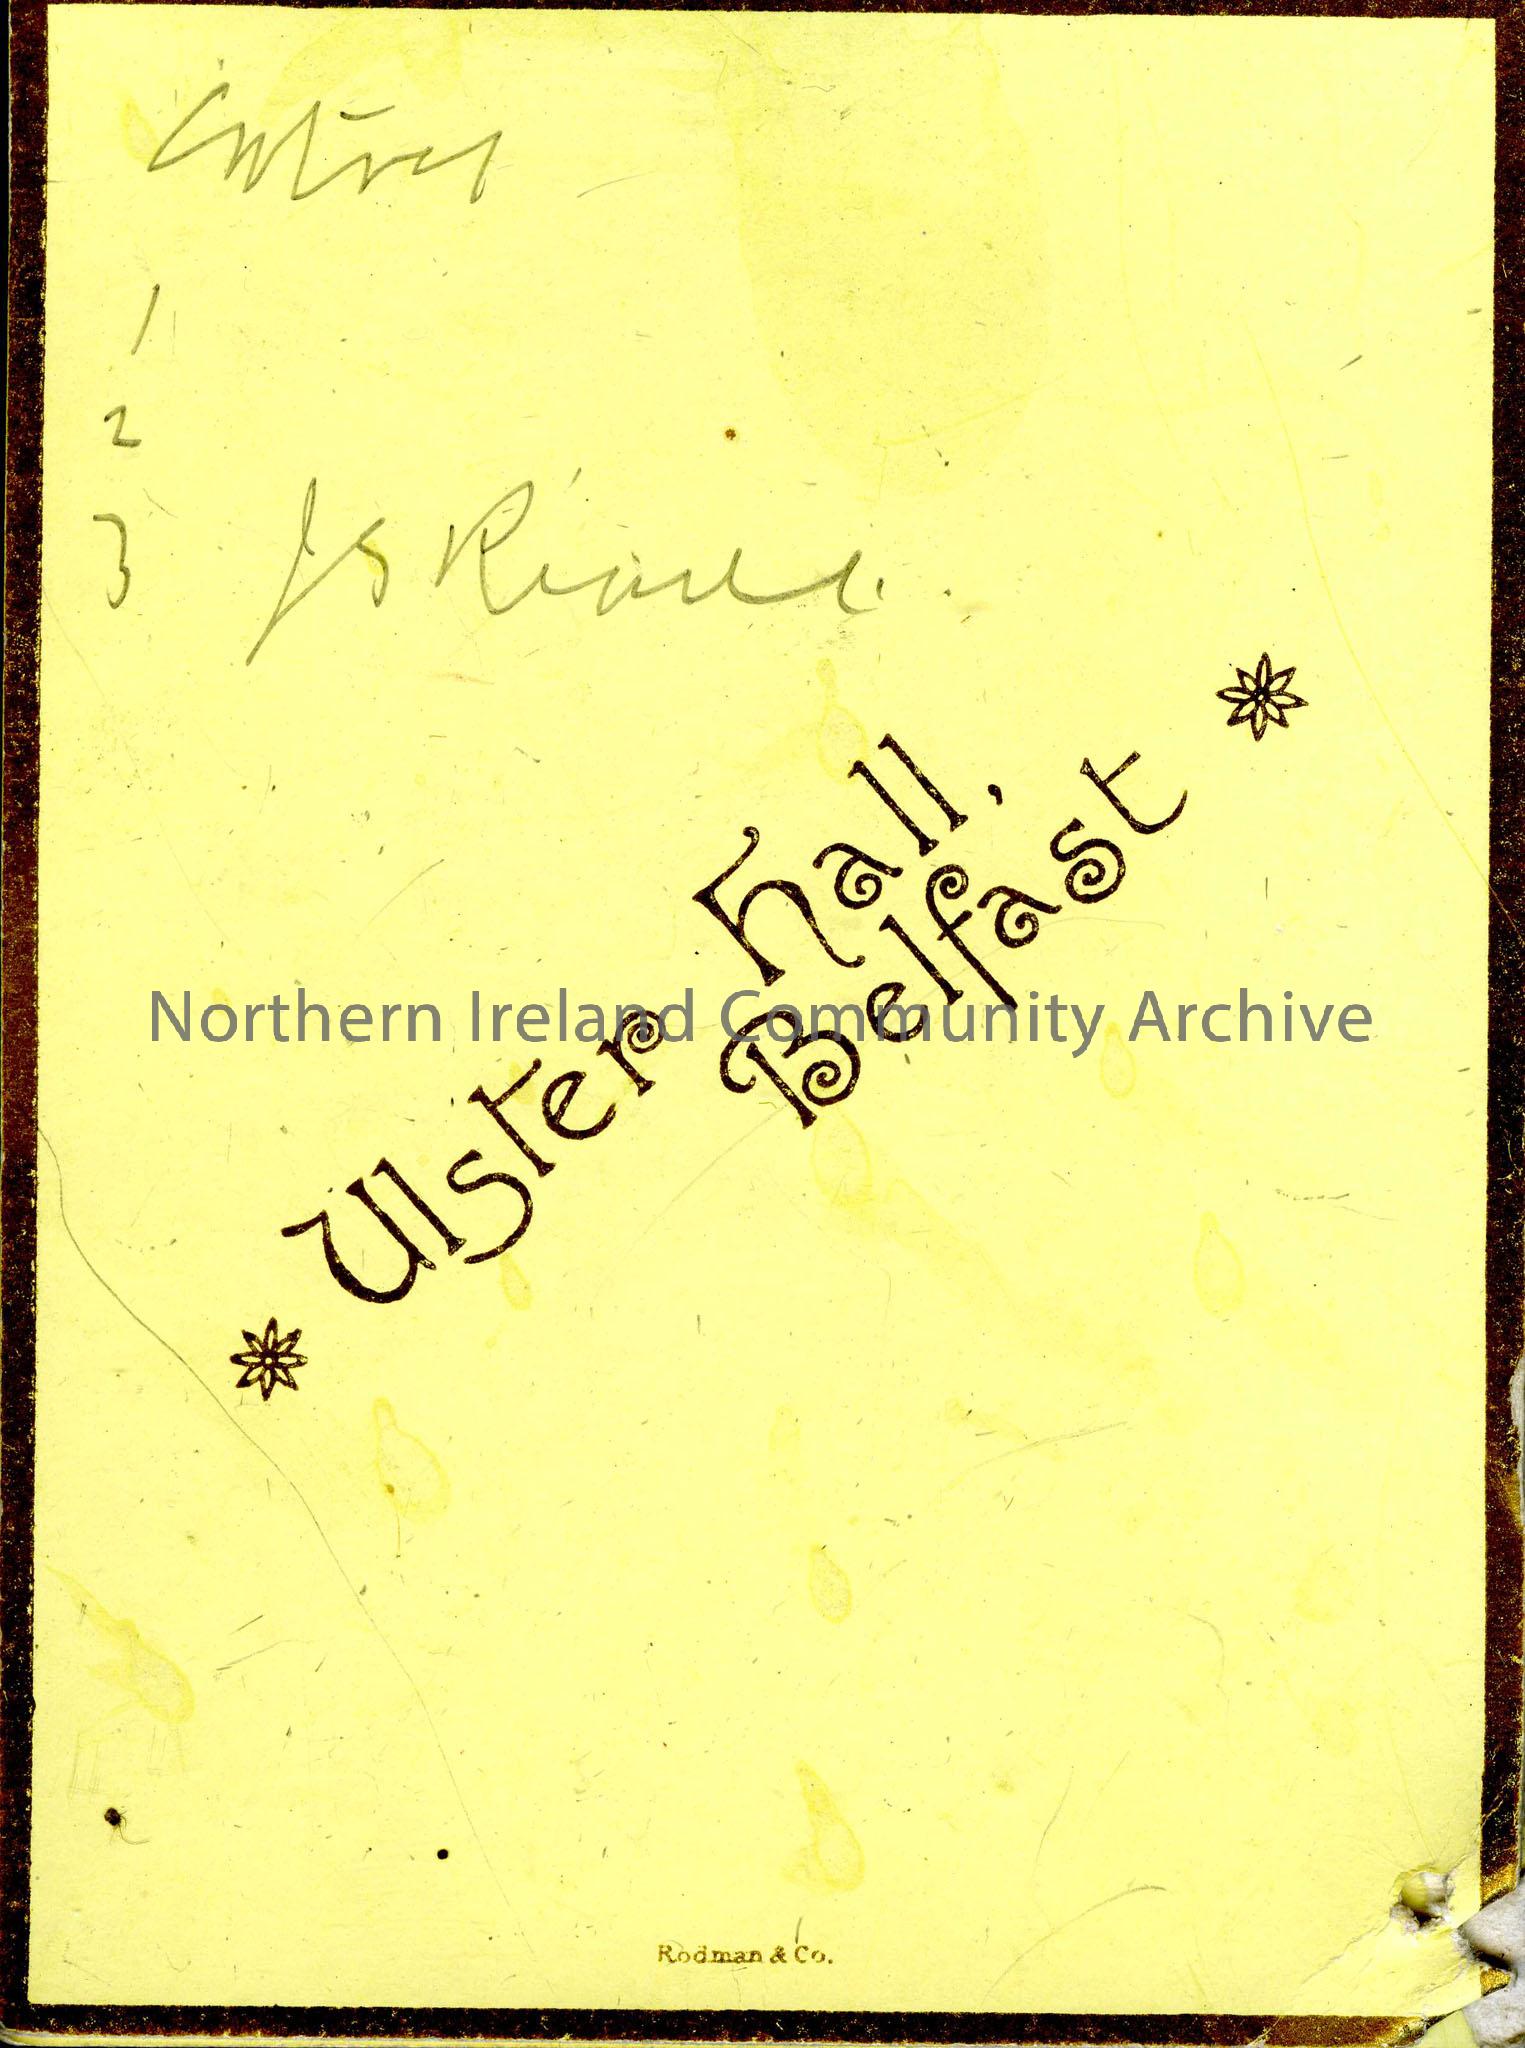 1
2
3 J S
Ulster Hall,
Belfast
Northern Ireland Community Archive
Rodman & Co.